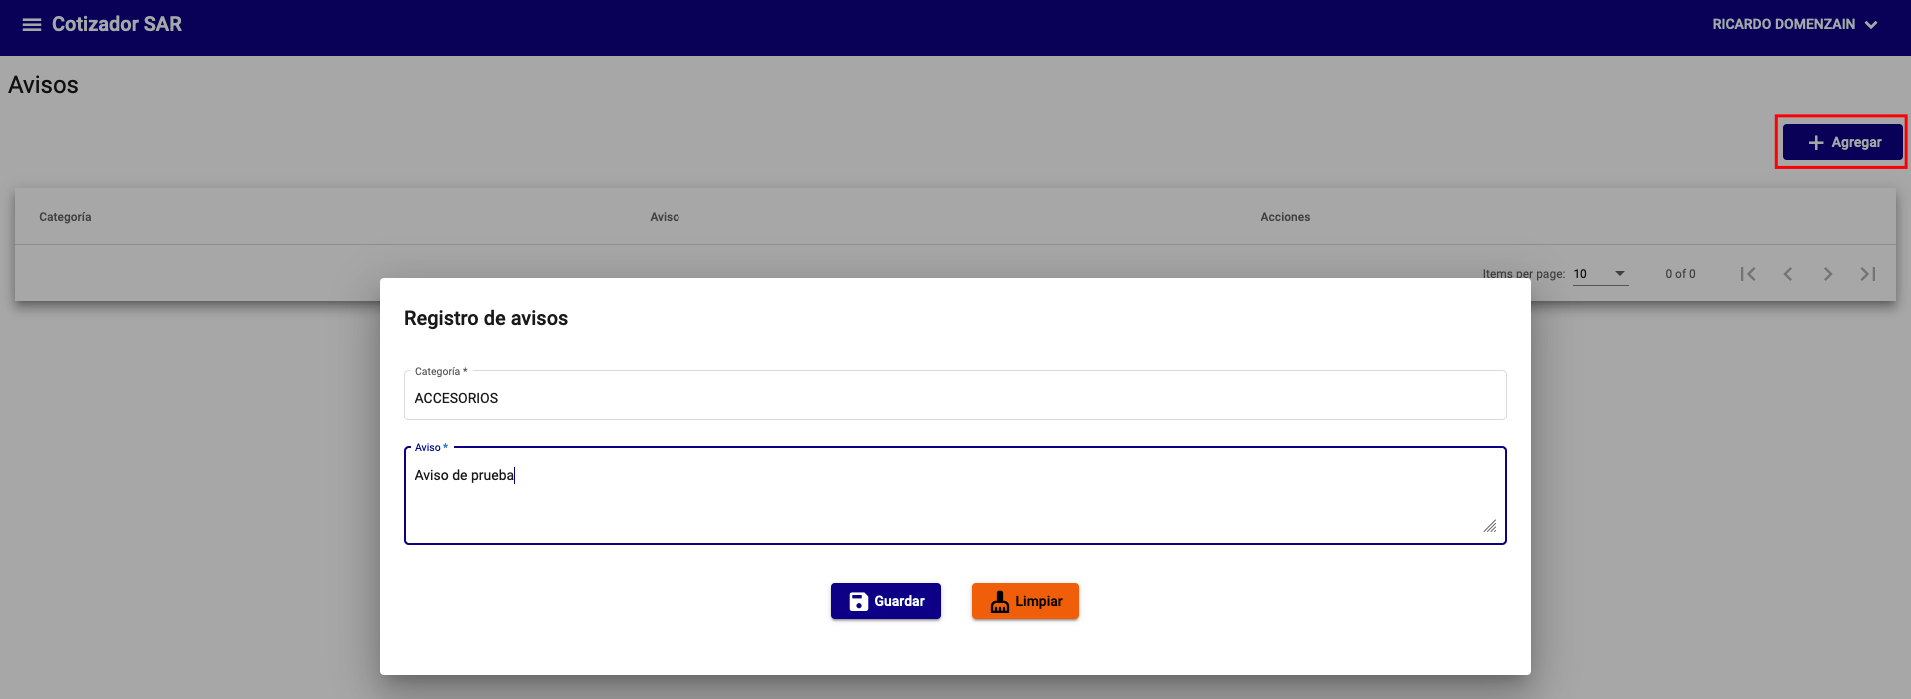 Cotizador SAR
RICARDO DOMENZAIN
Avisos
Agregar
Categoría Aviso Acciones
Items per page: 10 0 of 0
Registro de avisos
Categoría *
ACCESORIOS
Aviso *
Aviso de prueba
Guardar Limpiar